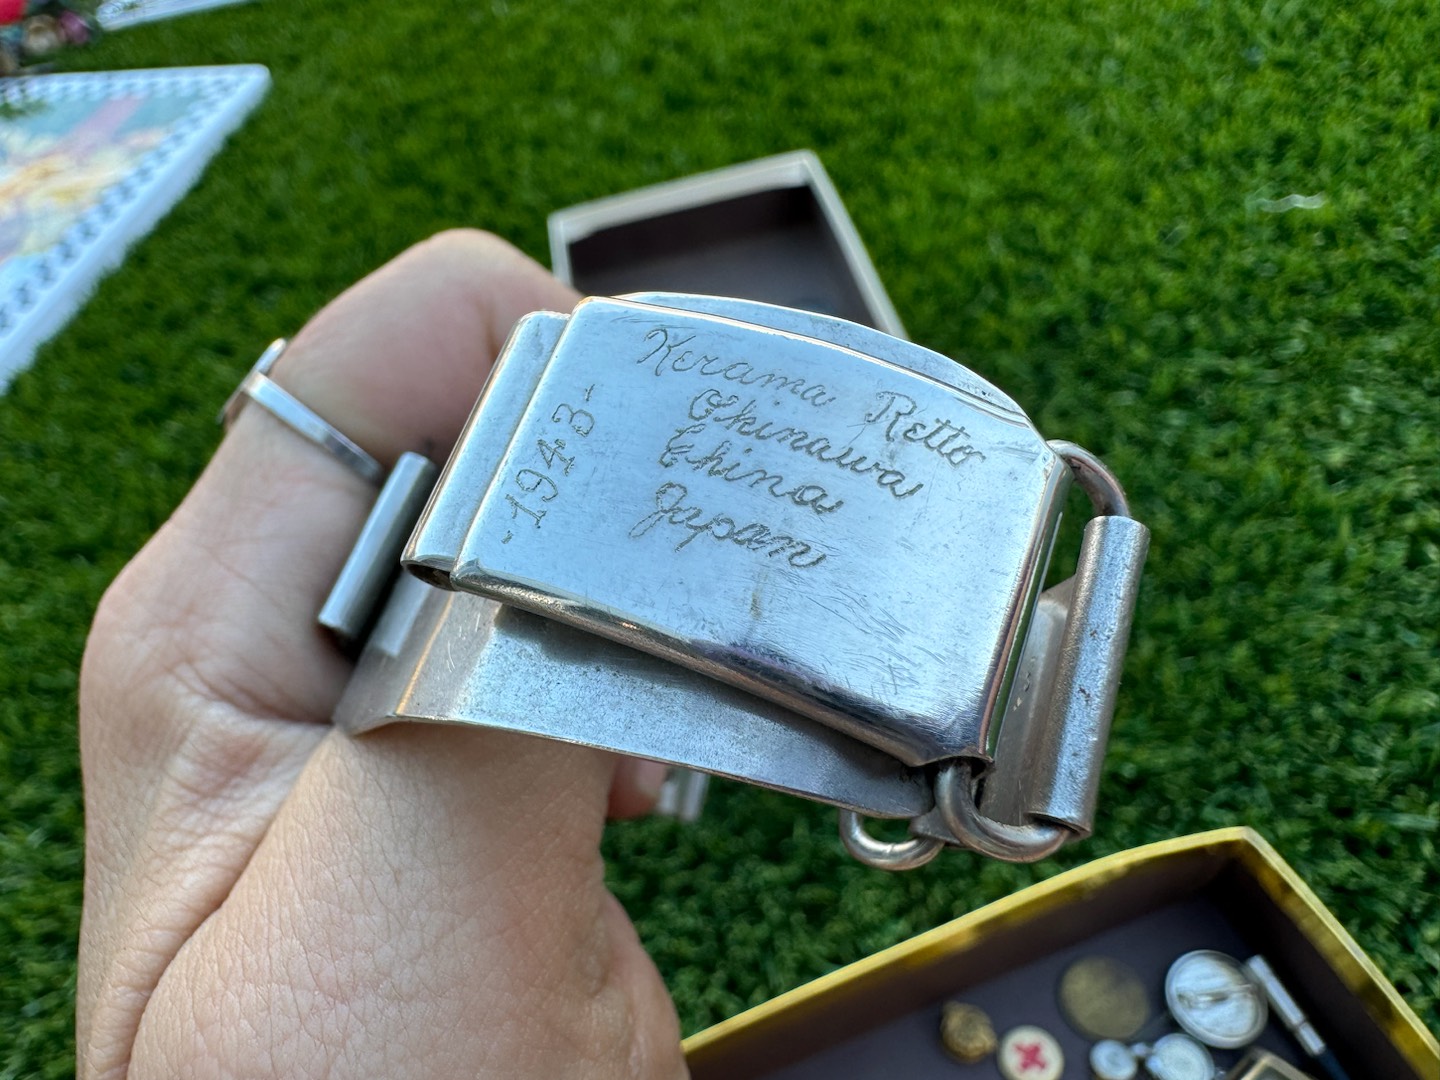 Kerama Retto
Okinawa
China
Japan
-1943-